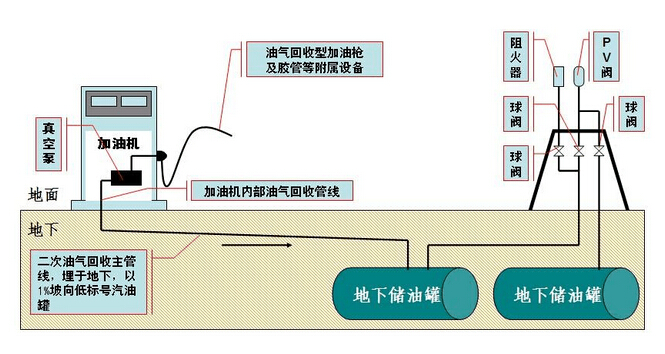 油气回收型加油枪
及胶管等附属设备
阻火器
PV阀
真空泵
加油机
球阀
球阀
球阀
加油机内部油气回收管线
地面
地下
二次油气回收主管
线，埋于地下，以
1%坡向低标号汽油
罐
地下储油罐
地下储油罐